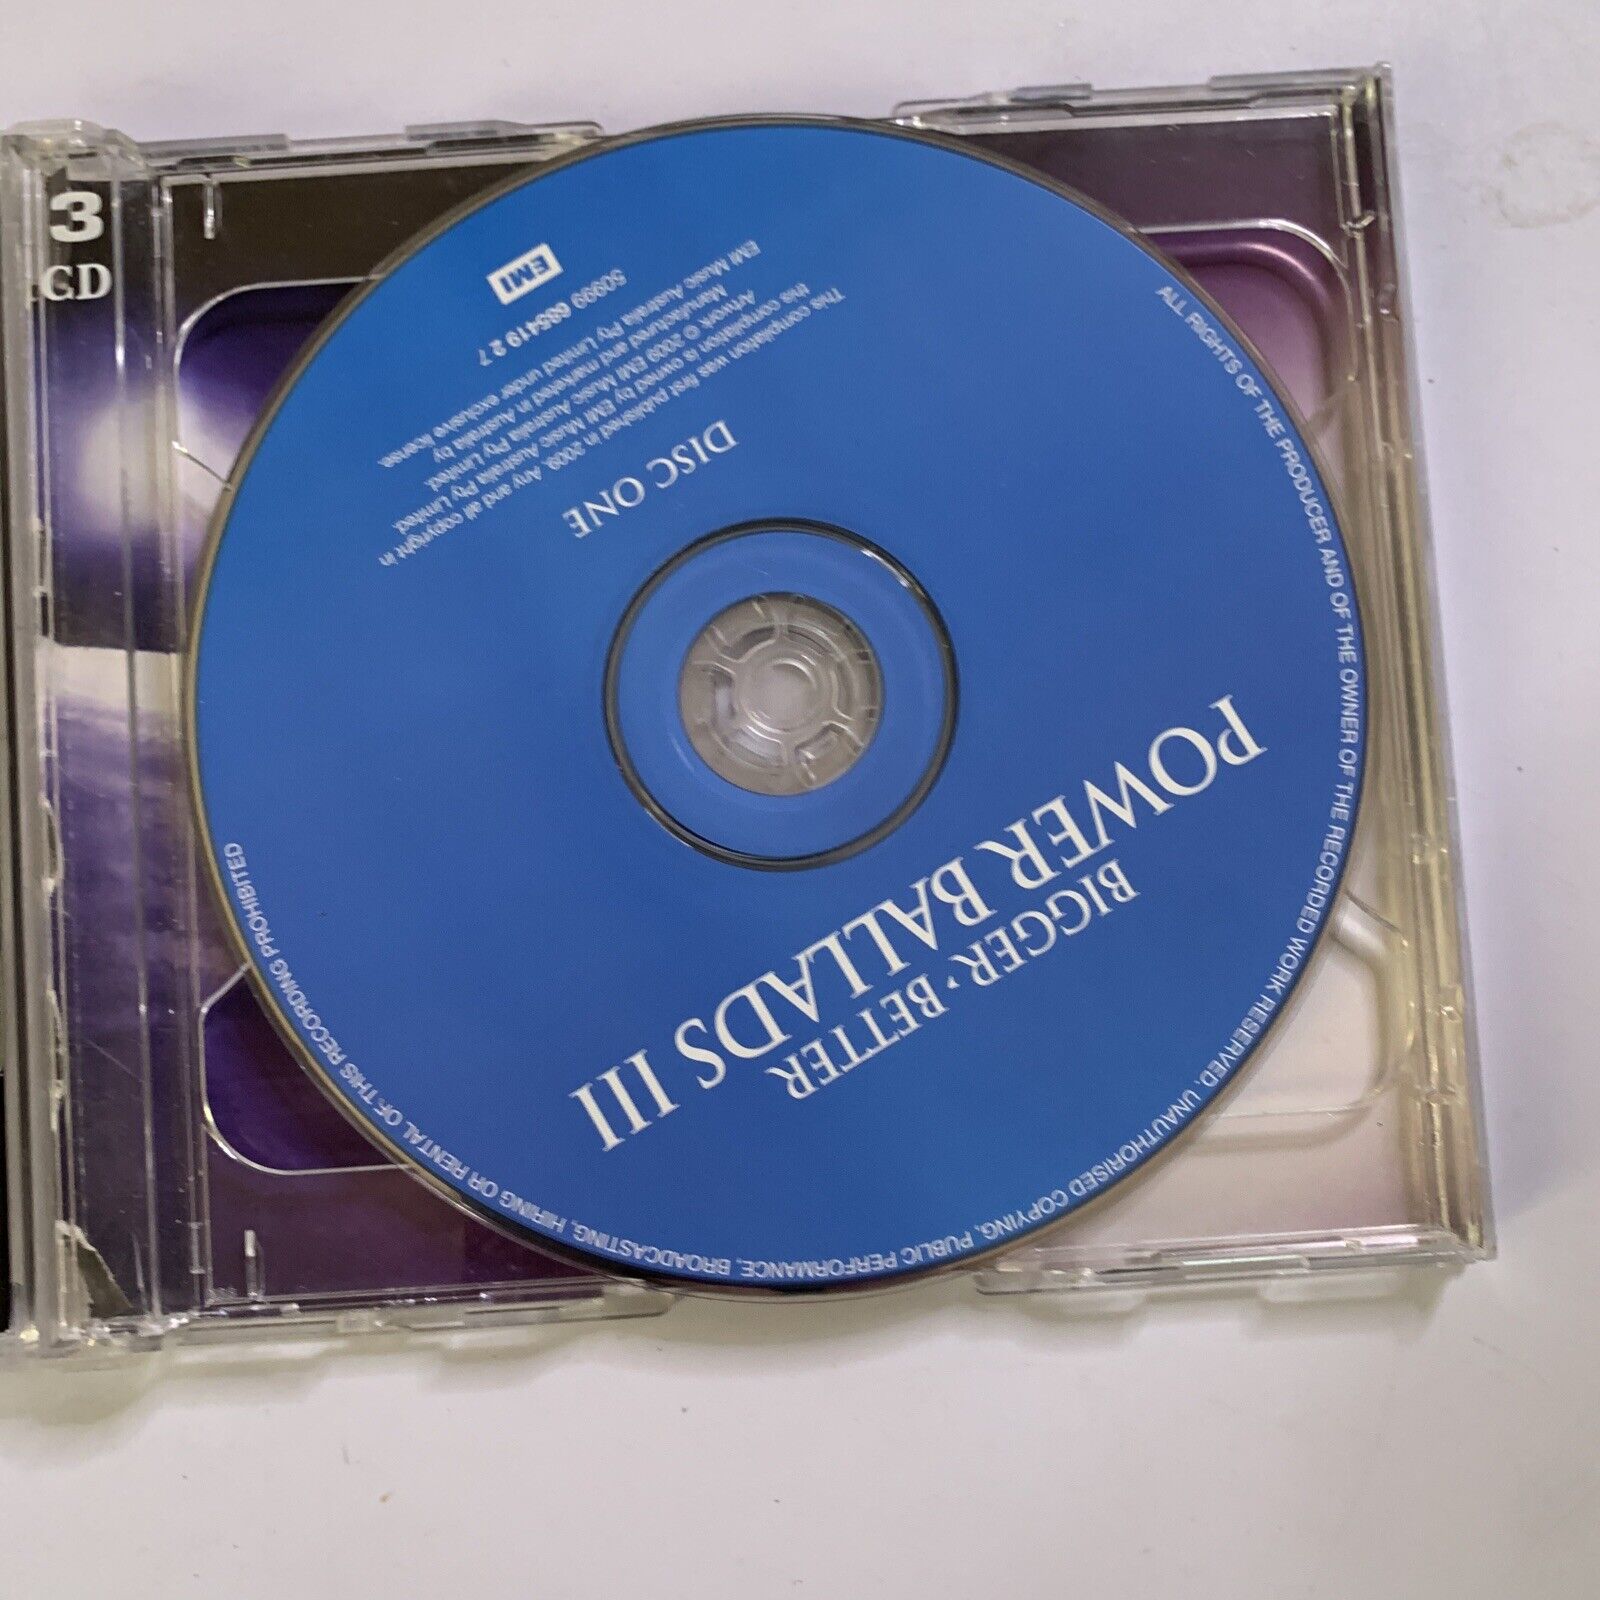 3
CD
BIGGER • BETTER
POWER BALLADS III
DISC ONE
This compilation was first published in 2009. Any and all copyright in
this compilation is owned by EMI Music Australia Pty Limited.
Artwork © 2009 EMI Music Australia Pty Limited.
Manufactured and marketed in Australia by
EMI Music Australia Pty Limited under exclusive license.
50999 685419 2 7
EMI
ALL RIGHTS OF THE PRODUCER AND OF THE OWNER OF THE RECORDED WORK RESERVED. UNAUTHORISED COPYING, PUBLIC PERFORMANCE, BROADCASTING, HIRING OR RENTAL OF THIS RECORDING PROHIBITED